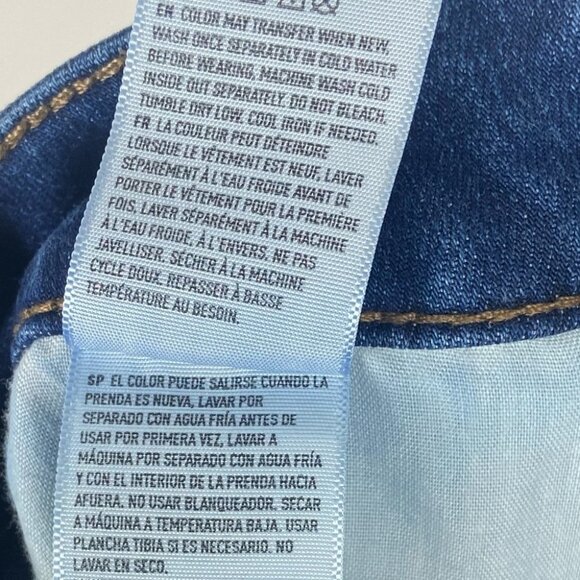 EN COLOR MAY TRANSFER WHEN NEW,
WASH ONCE SEPARATELY IN COLD WATER
BEFORE WEARING, MACHINE WASH COLD
INSIDE OUT SEPARATELY. DO NOT BLEACH.
TUMBLE DRY LOW. COOL IRON IF NEEDED.
FR LA COULEUR PEUT DÉTEINDRE
LORSQUE LE VÊTEMENT EST NEUF, LAVER
SÉPARÉMENT À L'EAU FROIDE AVANT DE
PORTER LE VÊTEMENT POUR LA PREMIÈRE
FOIS, LAVER SÉPARÉMENT À LA MACHINE
À L'EAU FROIDE, À L'ENVERS. NE PAS
JAVELLISER. SÉCHER À LA MACHINE
CYCLE DOUX. REPASSER À BASSE
TEMPÉRATURE AU BESOIN.
SP EL COLOR PUEDE SALIRSE CUANDO LA
PRENDA ES NUEVA, LAVAR POR
SEPARADO CON AGUA FRÍA ANTES DE
USAR POR PRIMERA VEZ, LAVAR A
MÁQUINA POR SEPARADO CON AGUA FRÍA
Y CON EL INTERIOR DE LA PRENDA HACIA
AFUERA. NO USAR BLANQUEADOR. SECAR
A MÁQUINA A TEMPERATURA BAJA. USAR
PLANCHA TIBIA SI ES NECESARIO. NO
LAVAR EN SECO.